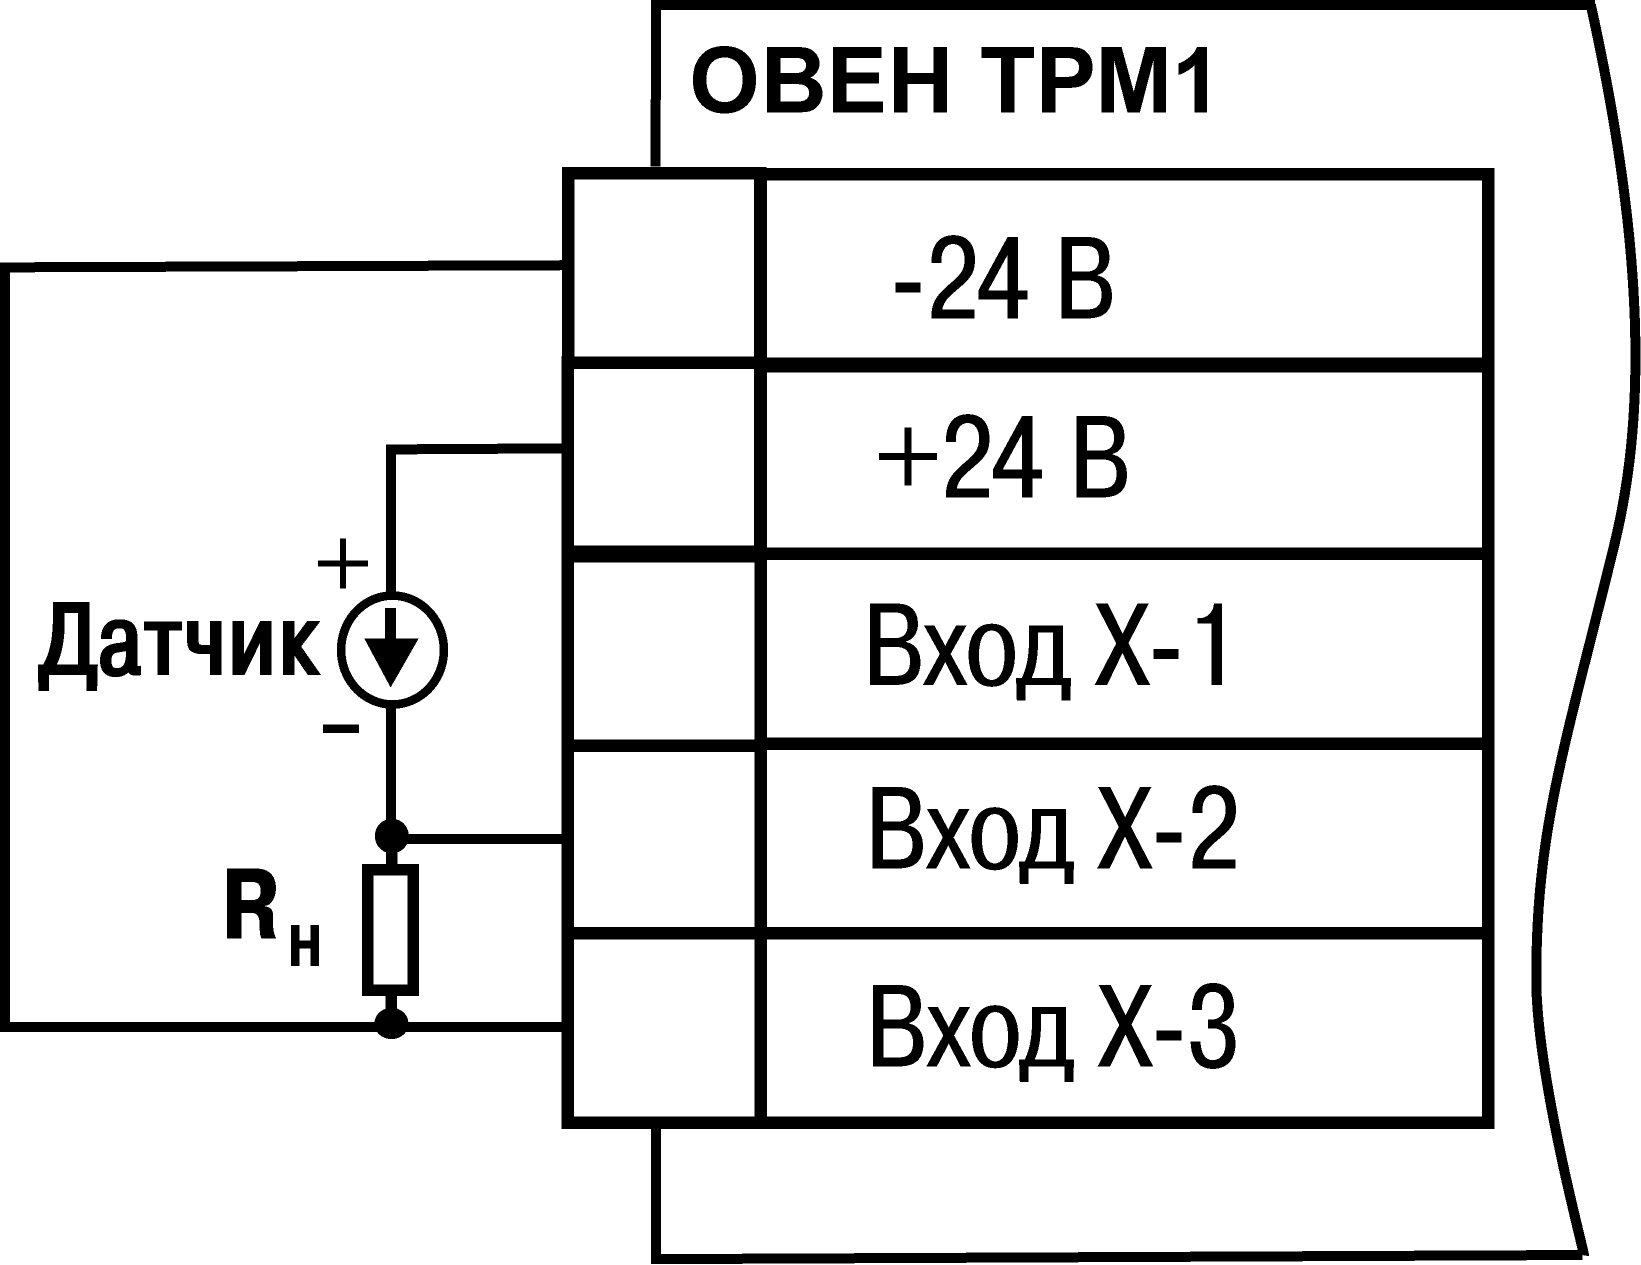 ОВЕН ТРМ1
-24 В
+24 В
+
Датчик
Вход X-1
–
Вход X-2
Rн
Вход X-3